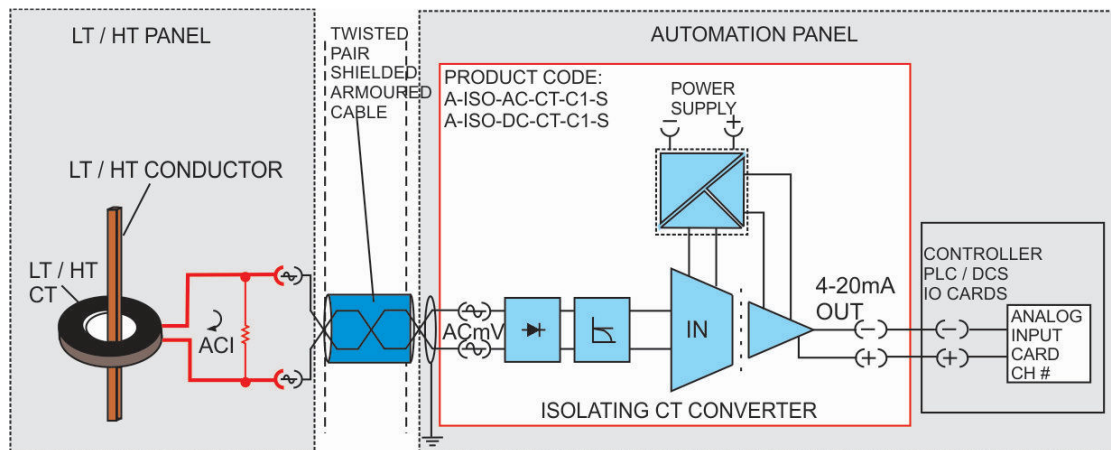 LT / HT PANEL
LT / HT CONDUCTOR
LT / HT
CT
ACI
TWISTED
PAIR
SHIELDED
ARMOURED
CABLE
AUTOMATION PANEL
PRODUCT CODE:
A-ISO-AC-CT-C1-S
A-ISO-DC-CT-C1-S
POWER
SUPPLY
ACmV
IN
4-20mA
OUT
ISOLATING CT CONVERTER
CONTROLLER
PLC / DCS
IO CARDS
ANALOG
INPUT
CARD
CH #